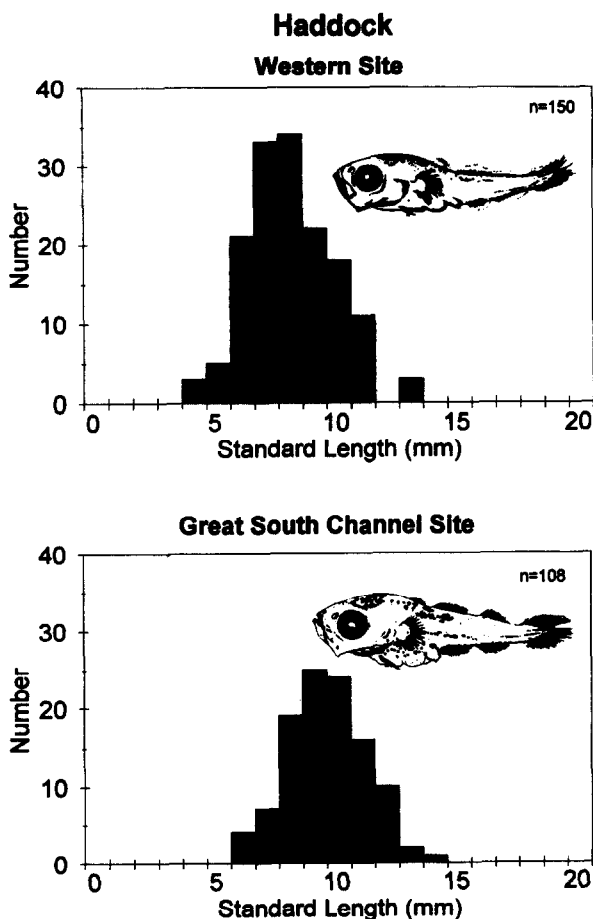 Haddock
Western Site
n=150
Number
40
30
20
10
0
0 5 10 15 20
Standard Length (mm)
Great South Channel Site
n=108
Number
40
30
20
10
0
0 5 10 15 20
Standard Length (mm)